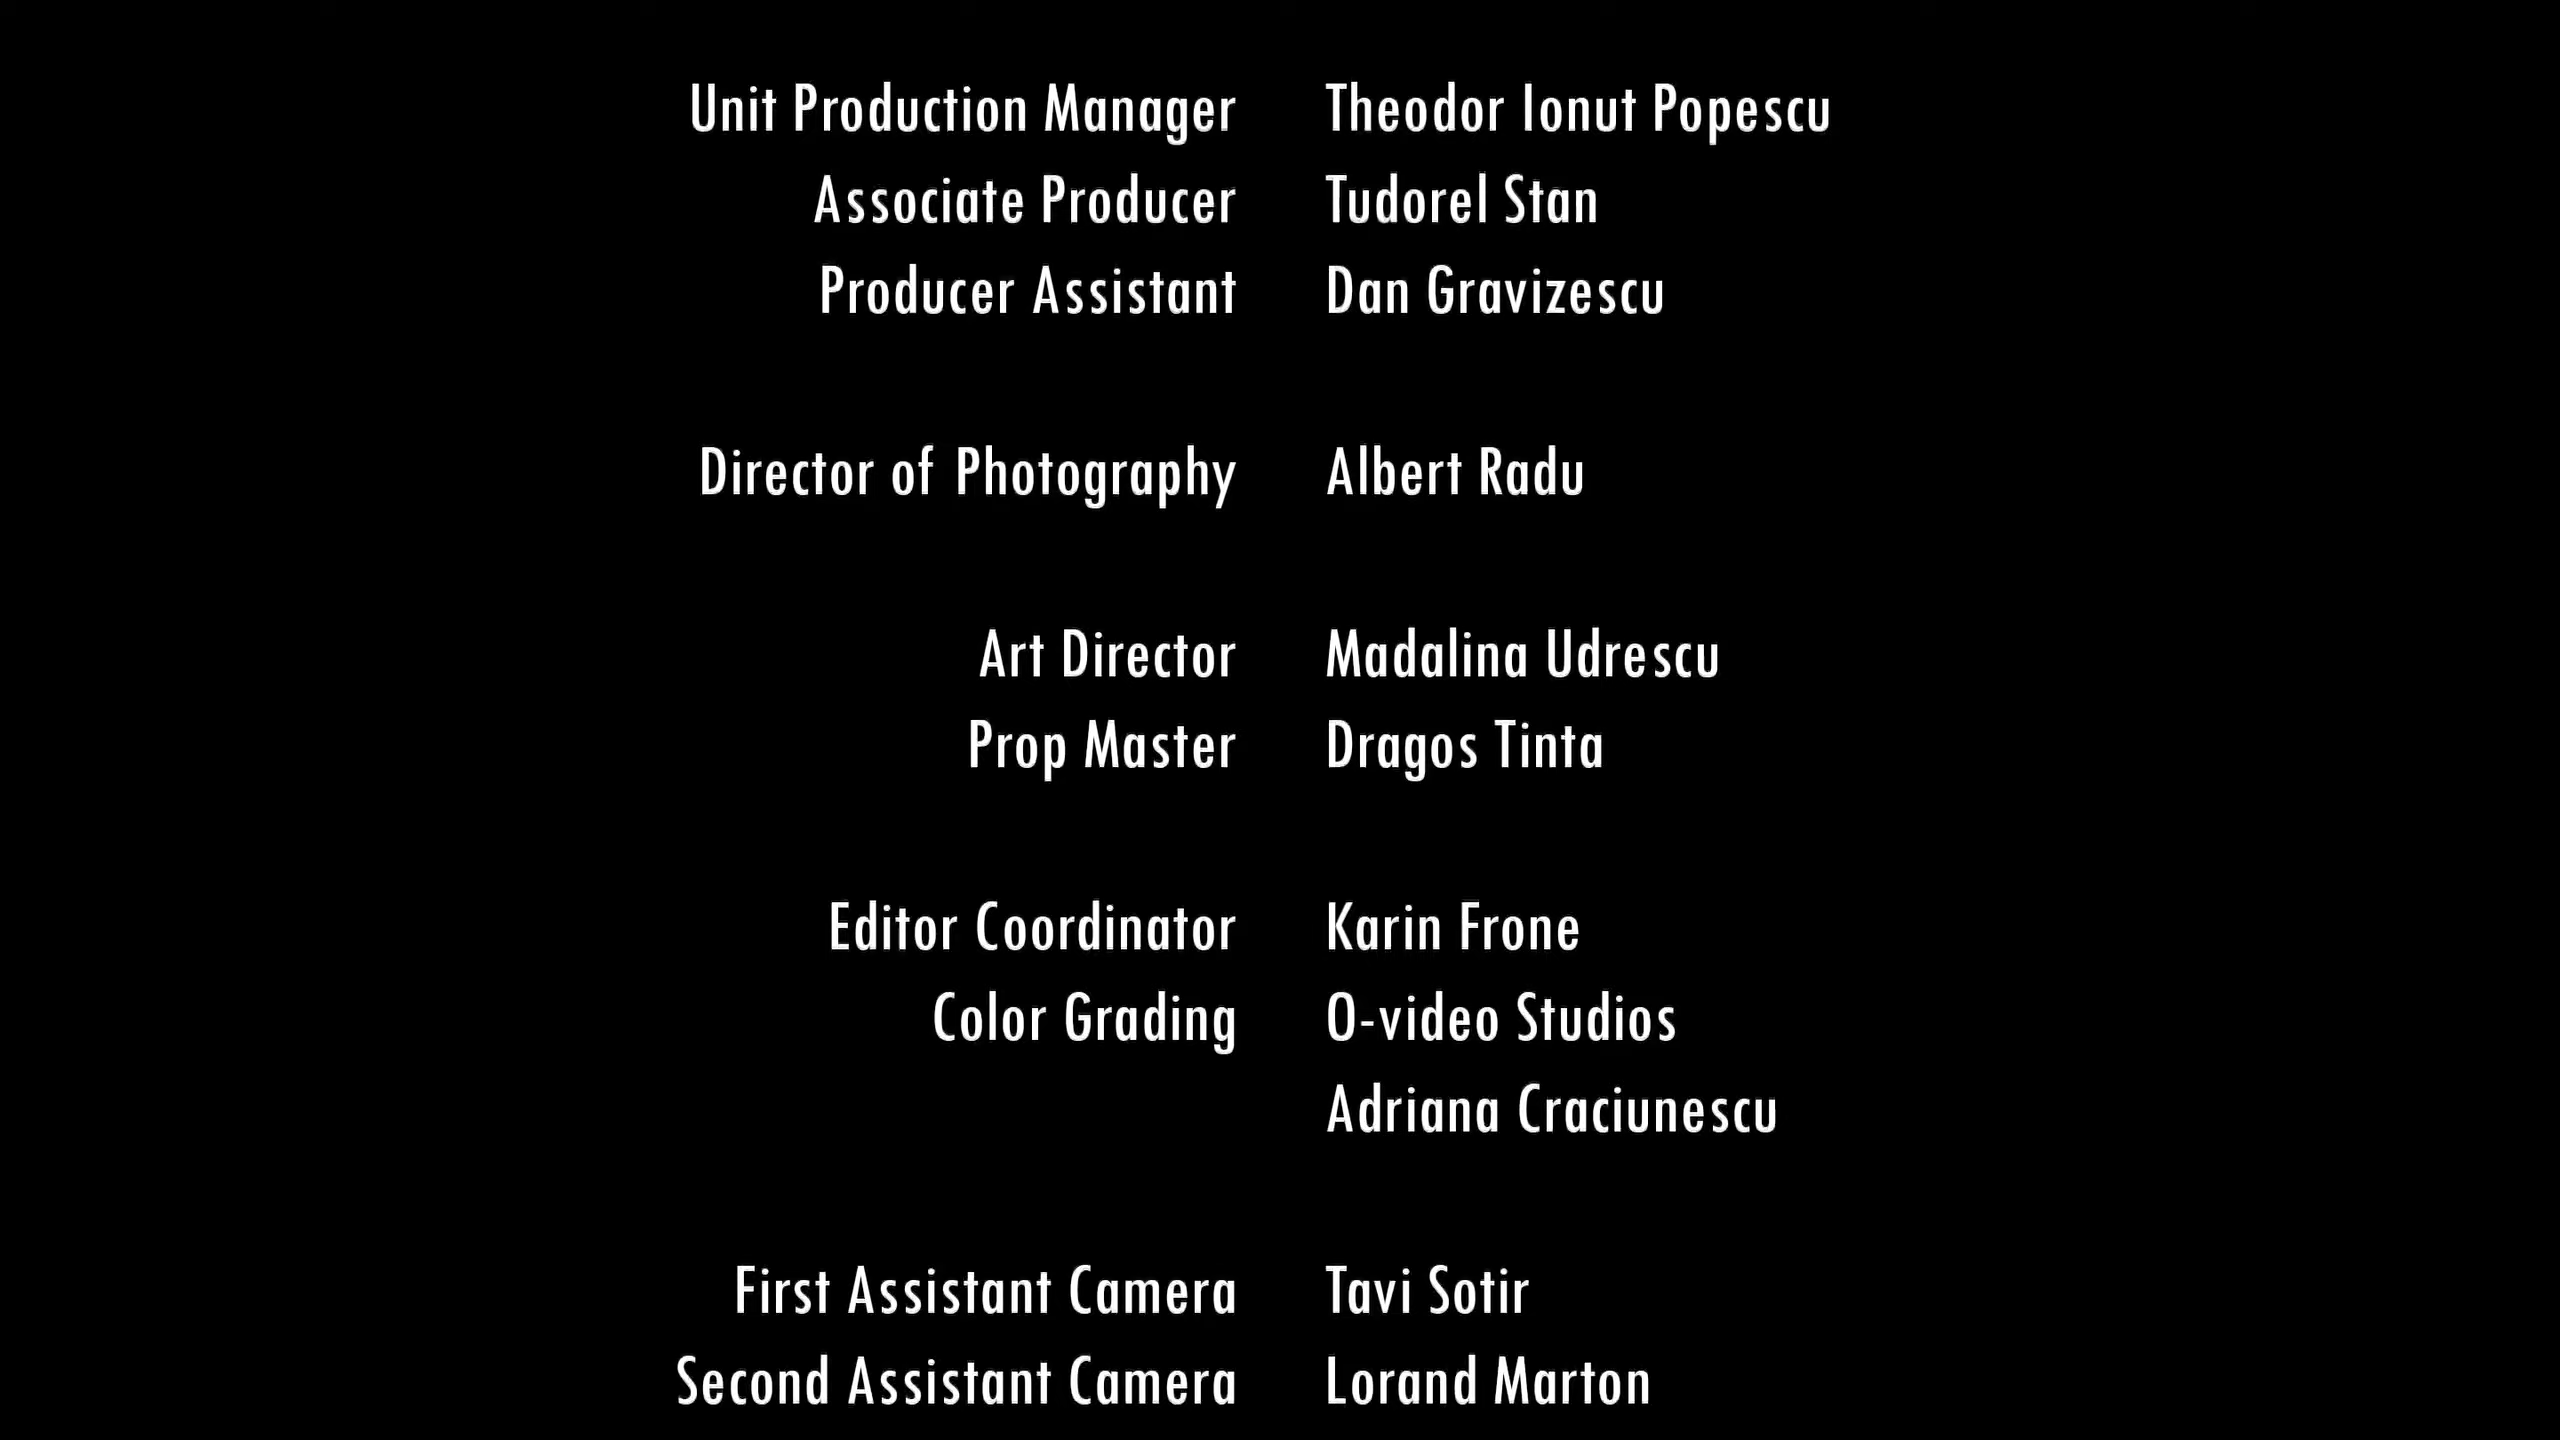 Unit Production Manager Theodor Ionut Popescu
Associate Producer Tudorel Stan
Producer Assistant Dan Gravizescu
Director of Photography Albert Radu
Art Director Madalina Udrescu
Prop Master Dragos Tinta
Editor Coordinator Karin Frone
Color Grading O-video Studios
Adriana Craciunescu
First Assistant Camera Tavi Sotir
Second Assistant Camera Lorand Marton